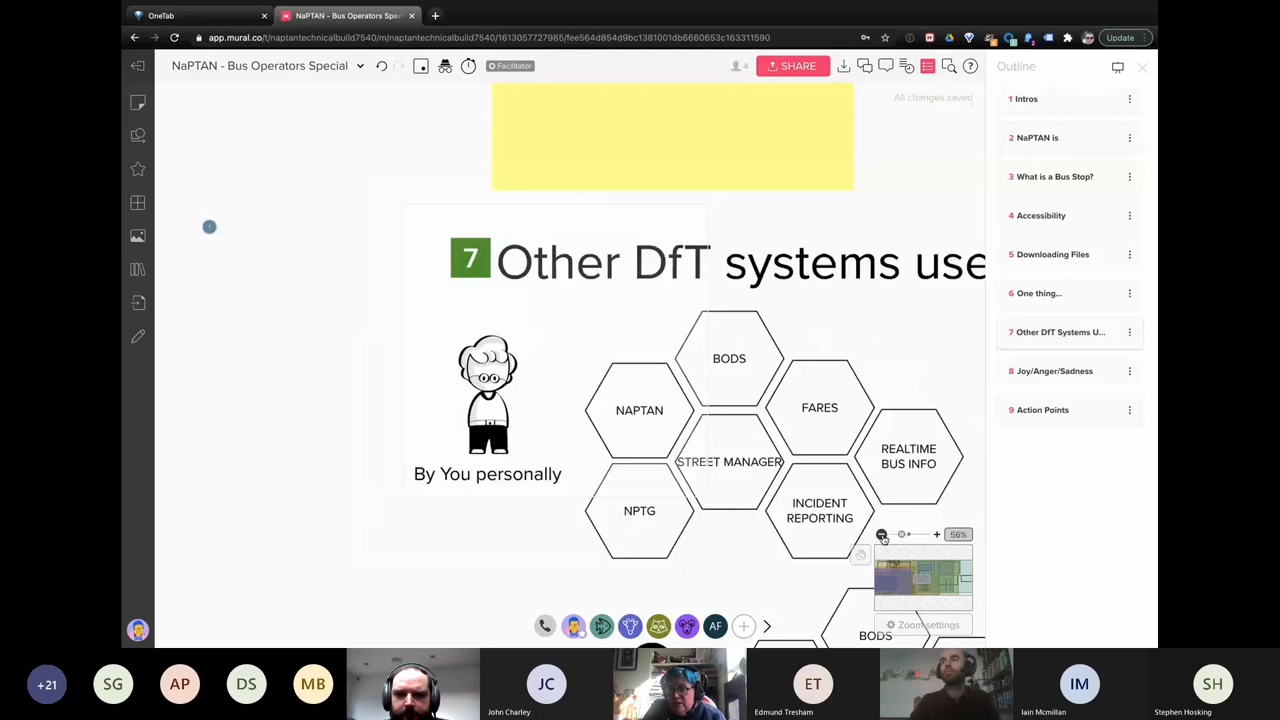 OneTab
NaPTAN - Bus Operators Spec
app.mural.co/t/naptantechnicalbuild7540/m/naptantechnicalbuild7540/1613057727985/fee564d854d9bc1381001db6660653c163311590
Update
NaPTAN - Bus Operators Special
Facilitator
4
SHARE
All changes saved
Outline
1 Intros
2 NaPTAN is
3 What is a Bus Stop?
4 Accessibility
5 Downloading Files
6 One thing...
7 Other DfT Systems U...
8 Joy/Anger/Sadness
9 Action Points
7 Other DfT systems use
BODS
NAPTAN
FARES
STREET MANAGER
REALTIME
BUS INFO
NPTG
INCIDENT
REPORTING
By You personally
56%
BODS
Zoom settings
AF
+21
SG
AP
DS
MB
JC
John Charley
ET
Edmund Tresham
IM
Iain Mcmillan
SH
Stephen Hosking